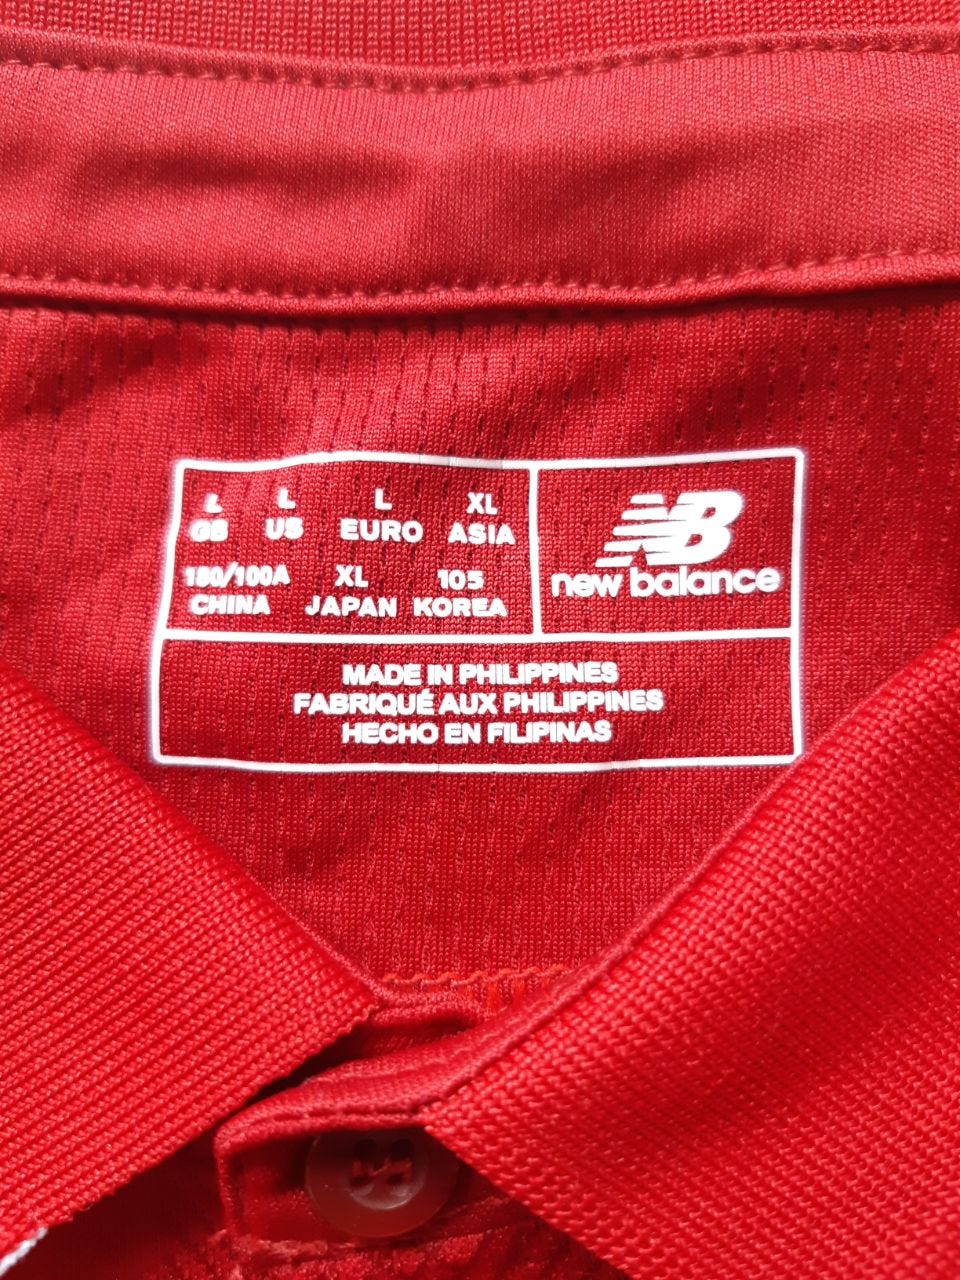 L L L XL
GB US EURO ASIA
180/100A XL 105
CHINA JAPAN KOREA
NB
new balance
MADE IN PHILIPPINES
FABRIQUÉ AUX PHILIPPINES
HECHO EN FILIPINAS